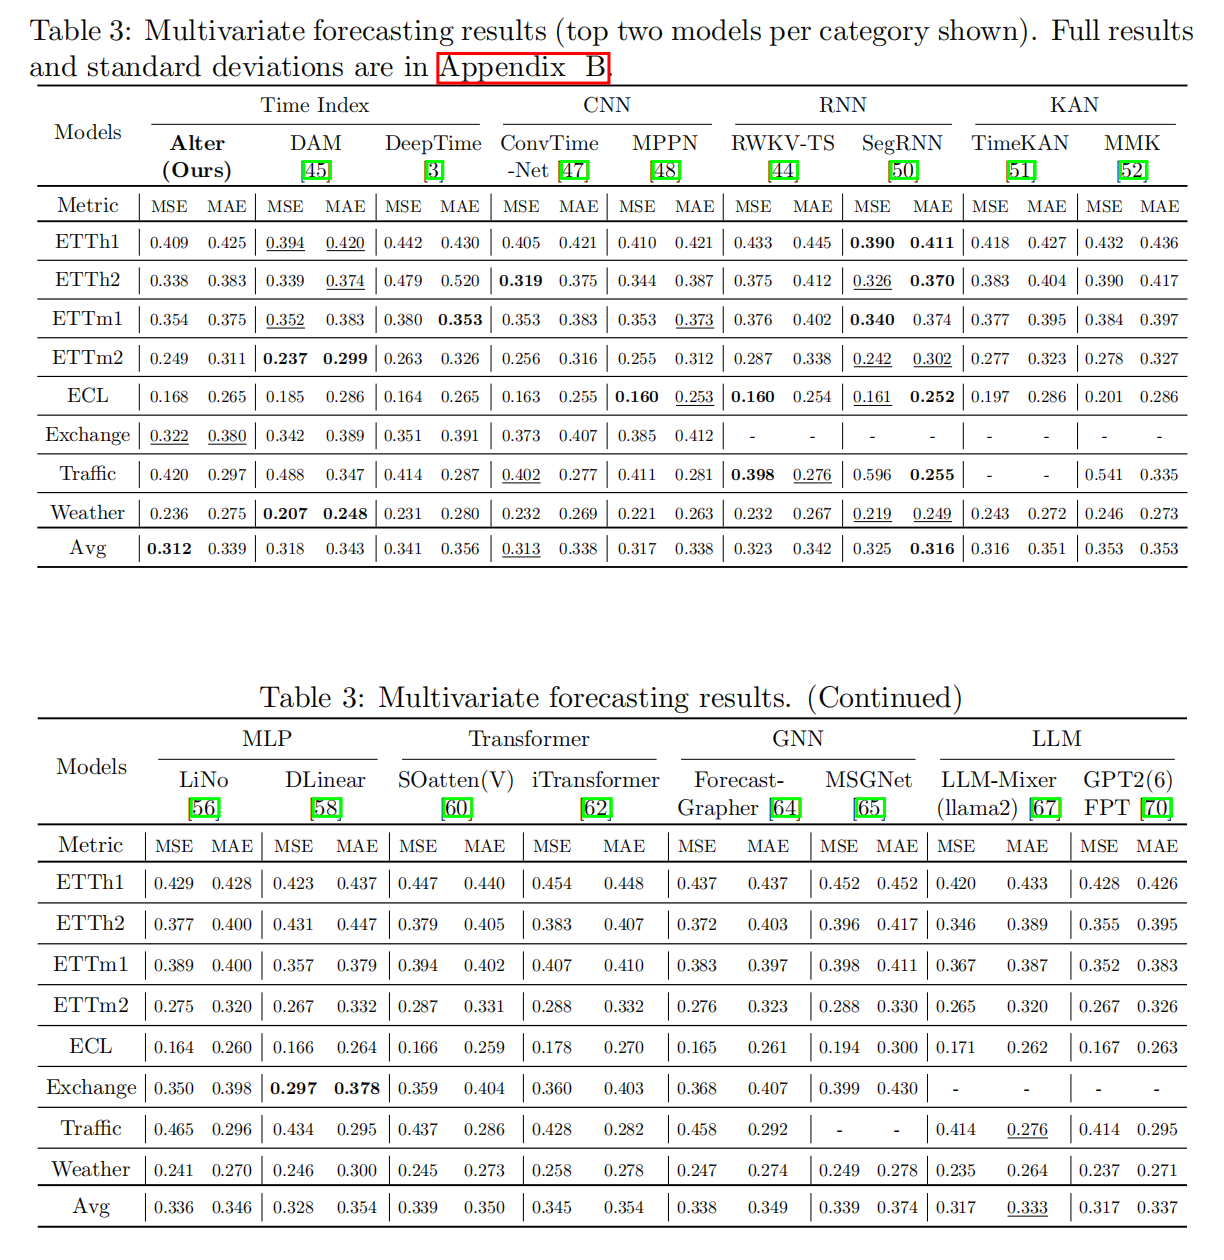 Table 3: Multivariate forecasting results (top two models per category shown). Full results
and standard deviations are in Appendix B.
Time Index CNN RNN KAN
Models
Alter DAM DeepTime ConvTime MPPN RWKV-TS SegRNN TimeKAN MMK
(Ours) [45] [3] -Net [47] [48] [44] [50] [51] [52]
Metric MSE MAE MSE MAE MSE MAE MSE MAE MSE MAE MSE MAE MSE MAE MSE MAE MSE MAE
ETTh1 0.409 0.425 0.394 0.420 0.442 0.430 0.405 0.421 0.410 0.421 0.433 0.445 0.390 0.411 0.418 0.427 0.432 0.436
ETTh2 0.338 0.383 0.339 0.374 0.479 0.520 0.319 0.375 0.344 0.387 0.375 0.412 0.326 0.370 0.383 0.404 0.390 0.417
ETTm1 0.354 0.375 0.352 0.383 0.380 0.353 0.353 0.383 0.353 0.373 0.376 0.402 0.340 0.374 0.377 0.395 0.384 0.397
ETTm2 0.249 0.311 0.237 0.299 0.263 0.326 0.256 0.316 0.255 0.312 0.287 0.338 0.242 0.302 0.277 0.323 0.278 0.327
ECL 0.168 0.265 0.185 0.286 0.164 0.265 0.163 0.255 0.160 0.253 0.160 0.254 0.161 0.252 0.197 0.286 0.201 0.286
Exchange 0.322 0.380 0.342 0.389 0.351 0.391 0.373 0.407 0.385 0.412 - - - - - - - -
Traffic 0.420 0.297 0.488 0.347 0.414 0.287 0.402 0.277 0.411 0.281 0.398 0.276 0.596 0.255 - - 0.541 0.335
Weather 0.236 0.275 0.207 0.248 0.231 0.280 0.232 0.269 0.221 0.263 0.232 0.267 0.219 0.249 0.243 0.272 0.246 0.273
Avg 0.312 0.339 0.318 0.343 0.341 0.356 0.313 0.338 0.317 0.338 0.323 0.342 0.325 0.316 0.316 0.351 0.353 0.353
Table 3: Multivariate forecasting results. (Continued)
MLP Transformer GNN LLM
Models
LiNo DLinear SOatten(V) iTransformer Forecast- MSGNet LLM-Mixer GPT2(6)
[56] [58] [60] [62] Grapher [64] [65] (llama2) [67] FPT [70]
Metric MSE MAE MSE MAE MSE MAE MSE MAE MSE MAE MSE MAE MSE MAE MSE MAE
ETTh1 0.429 0.428 0.423 0.437 0.447 0.440 0.454 0.448 0.437 0.437 0.452 0.452 0.420 0.433 0.428 0.426
ETTh2 0.377 0.400 0.431 0.447 0.379 0.405 0.383 0.407 0.372 0.403 0.396 0.417 0.346 0.389 0.355 0.395
ETTm1 0.389 0.400 0.357 0.379 0.394 0.402 0.407 0.410 0.383 0.397 0.398 0.411 0.367 0.387 0.352 0.383
ETTm2 0.275 0.320 0.267 0.332 0.287 0.331 0.288 0.332 0.276 0.323 0.288 0.330 0.265 0.320 0.267 0.326
ECL 0.164 0.260 0.166 0.264 0.166 0.259 0.178 0.270 0.165 0.261 0.194 0.300 0.171 0.262 0.167 0.263
Exchange 0.350 0.398 0.297 0.378 0.359 0.404 0.360 0.403 0.368 0.407 0.399 0.430 - - - -
Traffic 0.465 0.296 0.434 0.295 0.437 0.286 0.428 0.282 0.458 0.292 - - 0.414 0.276 0.414 0.295
Weather 0.241 0.270 0.246 0.300 0.245 0.273 0.258 0.278 0.247 0.274 0.249 0.278 0.235 0.264 0.237 0.271
Avg 0.336 0.346 0.328 0.354 0.339 0.350 0.345 0.354 0.338 0.349 0.339 0.374 0.317 0.333 0.317 0.337